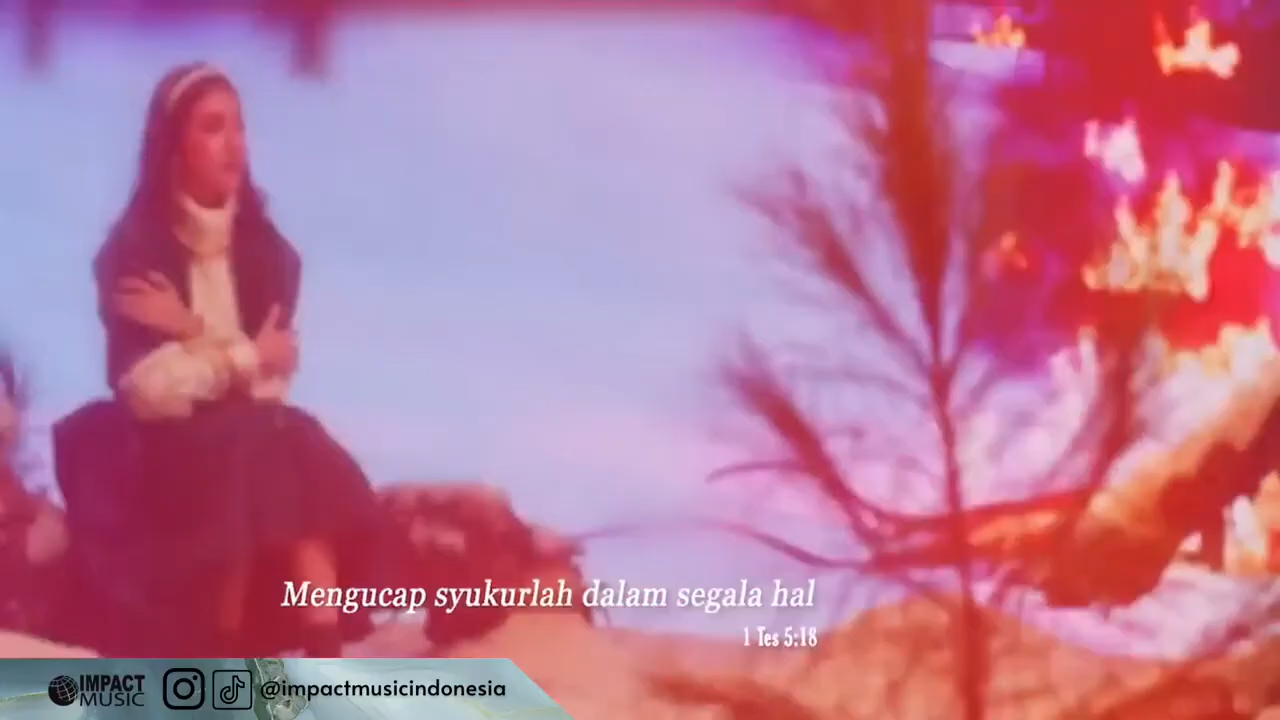 Mengucap syukurlah dalam segala hal
1 Tes 5:18
IMPACT
MUSIC
@impactmusicindonesia